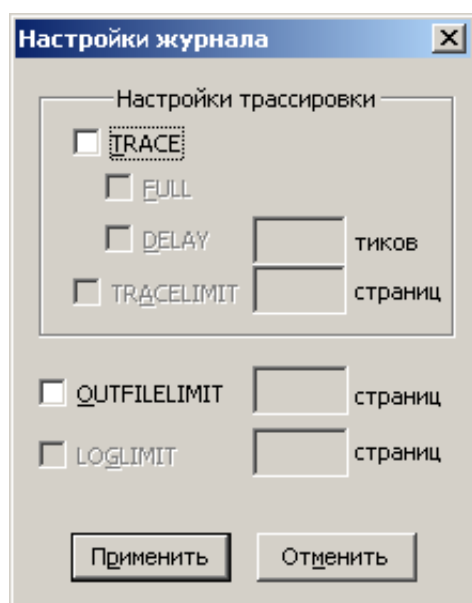 Настройки журнала
Настройки трассировки
TRACE
FULL
DELAY тиков
TRACELIMIT страниц
OUTFILELIMIT страниц
LOGLIMIT страниц
Применить Отменить